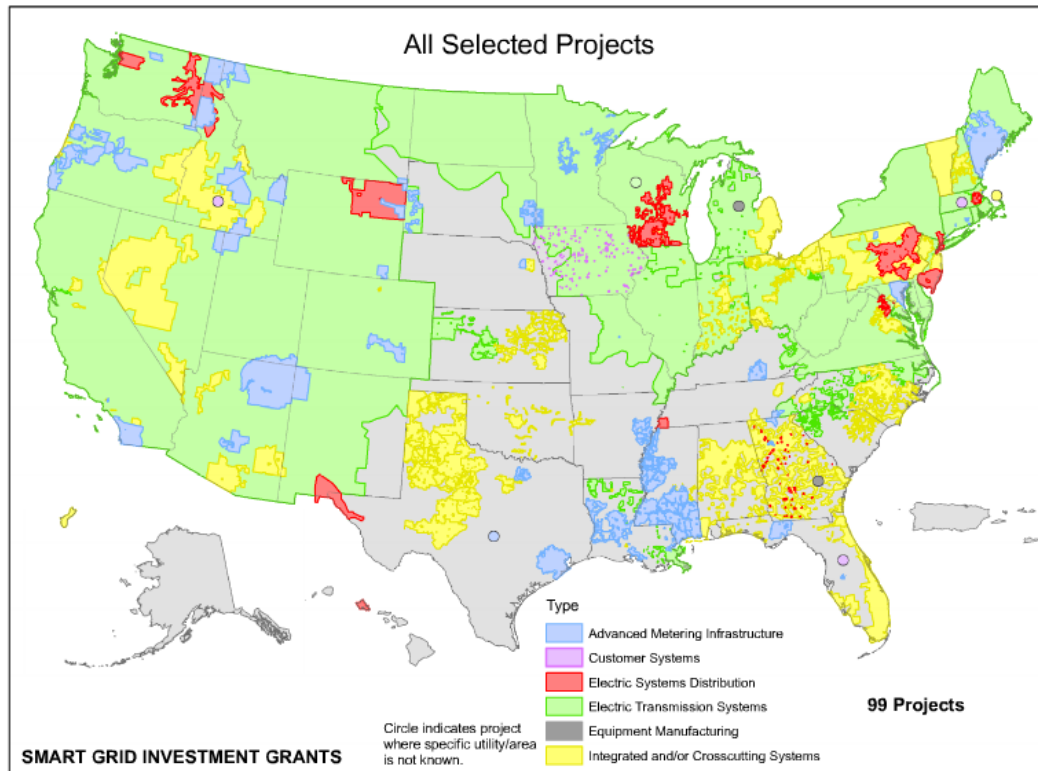 All Selected Projects
Type
Advanced Metering Infrastructure
Customer Systems
Electric Systems Distribution
Electric Transmission Systems
Equipment Manufacturing
Integrated and/or Crosscutting Systems
99 Projects
Circle indicates project
where specific utility/area
is not known.
SMART GRID INVESTMENT GRANTS